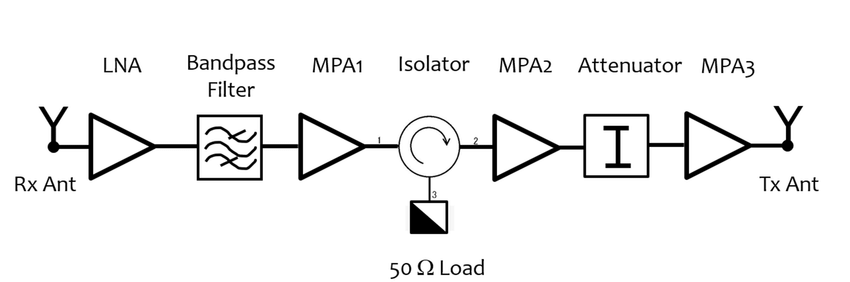 LNA
Bandpass
Filter
MPA1
Isolator
MPA2
Attenuator
MPA3
1
2
3
Rx Ant
Tx Ant
50 Ω Load